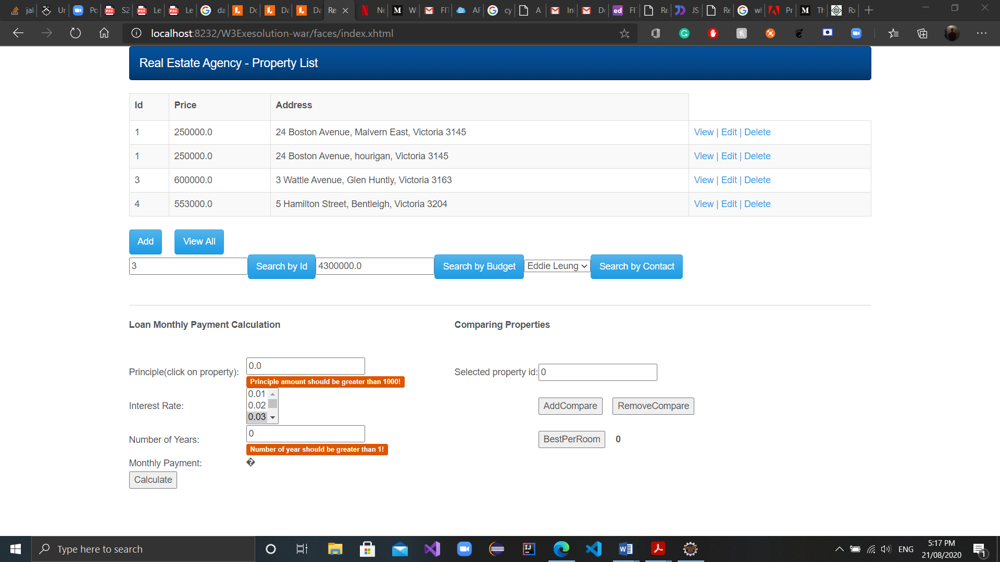 jak Ur Po S2 Le Le da Do Da Da Re Ne M W FIT AF cy A In Do ed FI Re JS Re wl Pr M Th Rx
localhost:8232/W3Exesolution-war/faces/index.xhtml
Real Estate Agency - Property List
Id Price Address
1 250000.0 24 Boston Avenue, Malvern East, Victoria 3145 View | Edit | Delete
1 250000.0 24 Boston Avenue, hourigan, Victoria 3145 View | Edit | Delete
3 600000.0 3 Wattle Avenue, Glen Huntly, Victoria 3163 View | Edit | Delete
4 553000.0 5 Hamilton Street, Bentleigh, Victoria 3204 View | Edit | Delete
Add View All
3 Search by Id 4300000.0 Search by Budget Eddie Leung Search by Contact
Loan Monthly Payment Calculation Comparing Properties
Principle(click on property): 0.0 Selected property id: 0
Principle amount should be greater than 1000!
0.01
Interest Rate: 0.02 AddCompare RemoveCompare
0.03
Number of Years: 0 BestPerRoom 0
Number of year should be greater than 1!
Monthly Payment: �
Calculate
Type here to search
ENG
5:17 PM
21/08/2020
1